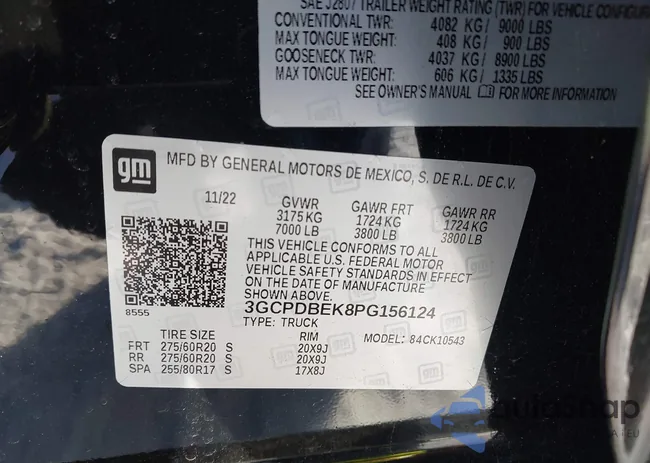 SAE J2807 TRAILER WEIGHT RATING (TWR) FOR VEHICLE CONFIGURA
CONVENTIONAL TWR: 4082 KG / 9000 LBS
MAX TONGUE WEIGHT: 408 KG / 900 LBS
GOOSENECK TWR: 4037 KG / 8900 LBS
MAX TONGUE WEIGHT: 606 KG / 1335 LBS
SEE OWNER'S MANUAL FOR MORE INFORMATION
gm MFD BY GENERAL MOTORS DE MEXICO, S. DE R.L. DE C.V.
11/22 GVWR GAWR FRT GAWR RR
3175 KG 1724 KG 1724 KG
7000 LB 3800 LB 3800 LB
THIS VEHICLE CONFORMS TO ALL
APPLICABLE U.S. FEDERAL MOTOR
VEHICLE SAFETY STANDARDS IN EFFECT
ON THE DATE OF MANUFACTURE
SHOWN ABOVE.
8555 3GCPDBEK8PG156124
TYPE: TRUCK MODEL: 84CK10543
TIRE SIZE RIM
FRT 275/60R20 S 20X9J
RR 275/60R20 S 20X9J
SPA 255/80R17 S 17X8J